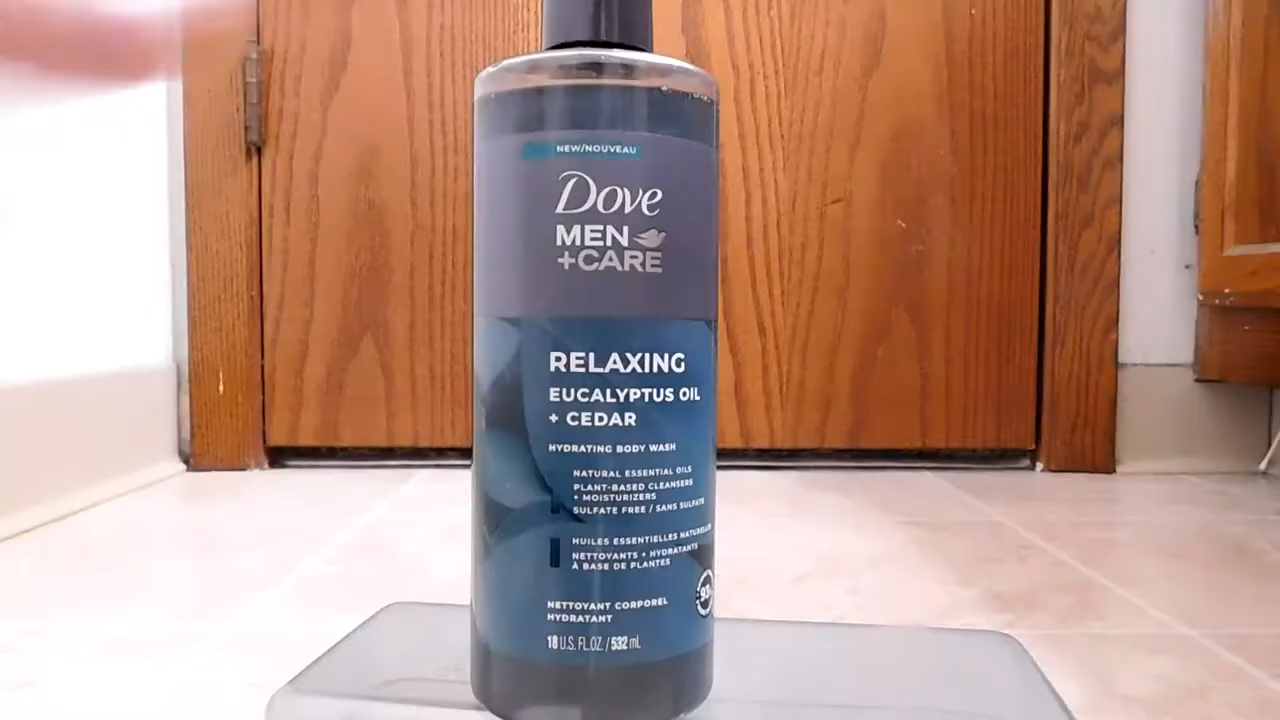 NEW/NOUVEAU
Dove
MEN
+CARE
RELAXING
EUCALYPTUS OIL
+ CEDAR
HYDRATING BODY WASH
NATURAL ESSENTIAL OILS
PLANT-BASED CLEANSERS
+ MOISTURIZERS
SULFATE FREE / SANS SULFATE
HUILES ESSENTIELLES NATURELLES
NETTOYANTS + HYDRATANTS
À BASE DE PLANTES
93
NETTOYANT CORPOREL
HYDRATANT
18 U.S. FL.OZ. / 532 mL